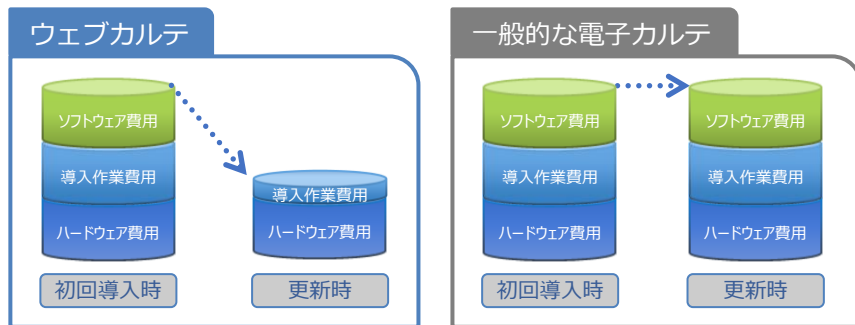 ウェブカルテ
ソフトウェア費用
導入作業費用
ハードウェア費用
初回導入時
導入作業費用
ハードウェア費用
更新時
一般的な電子カルテ
ソフトウェア費用
導入作業費用
ハードウェア費用
初回導入時
ソフトウェア費用
導入作業費用
ハードウェア費用
更新時